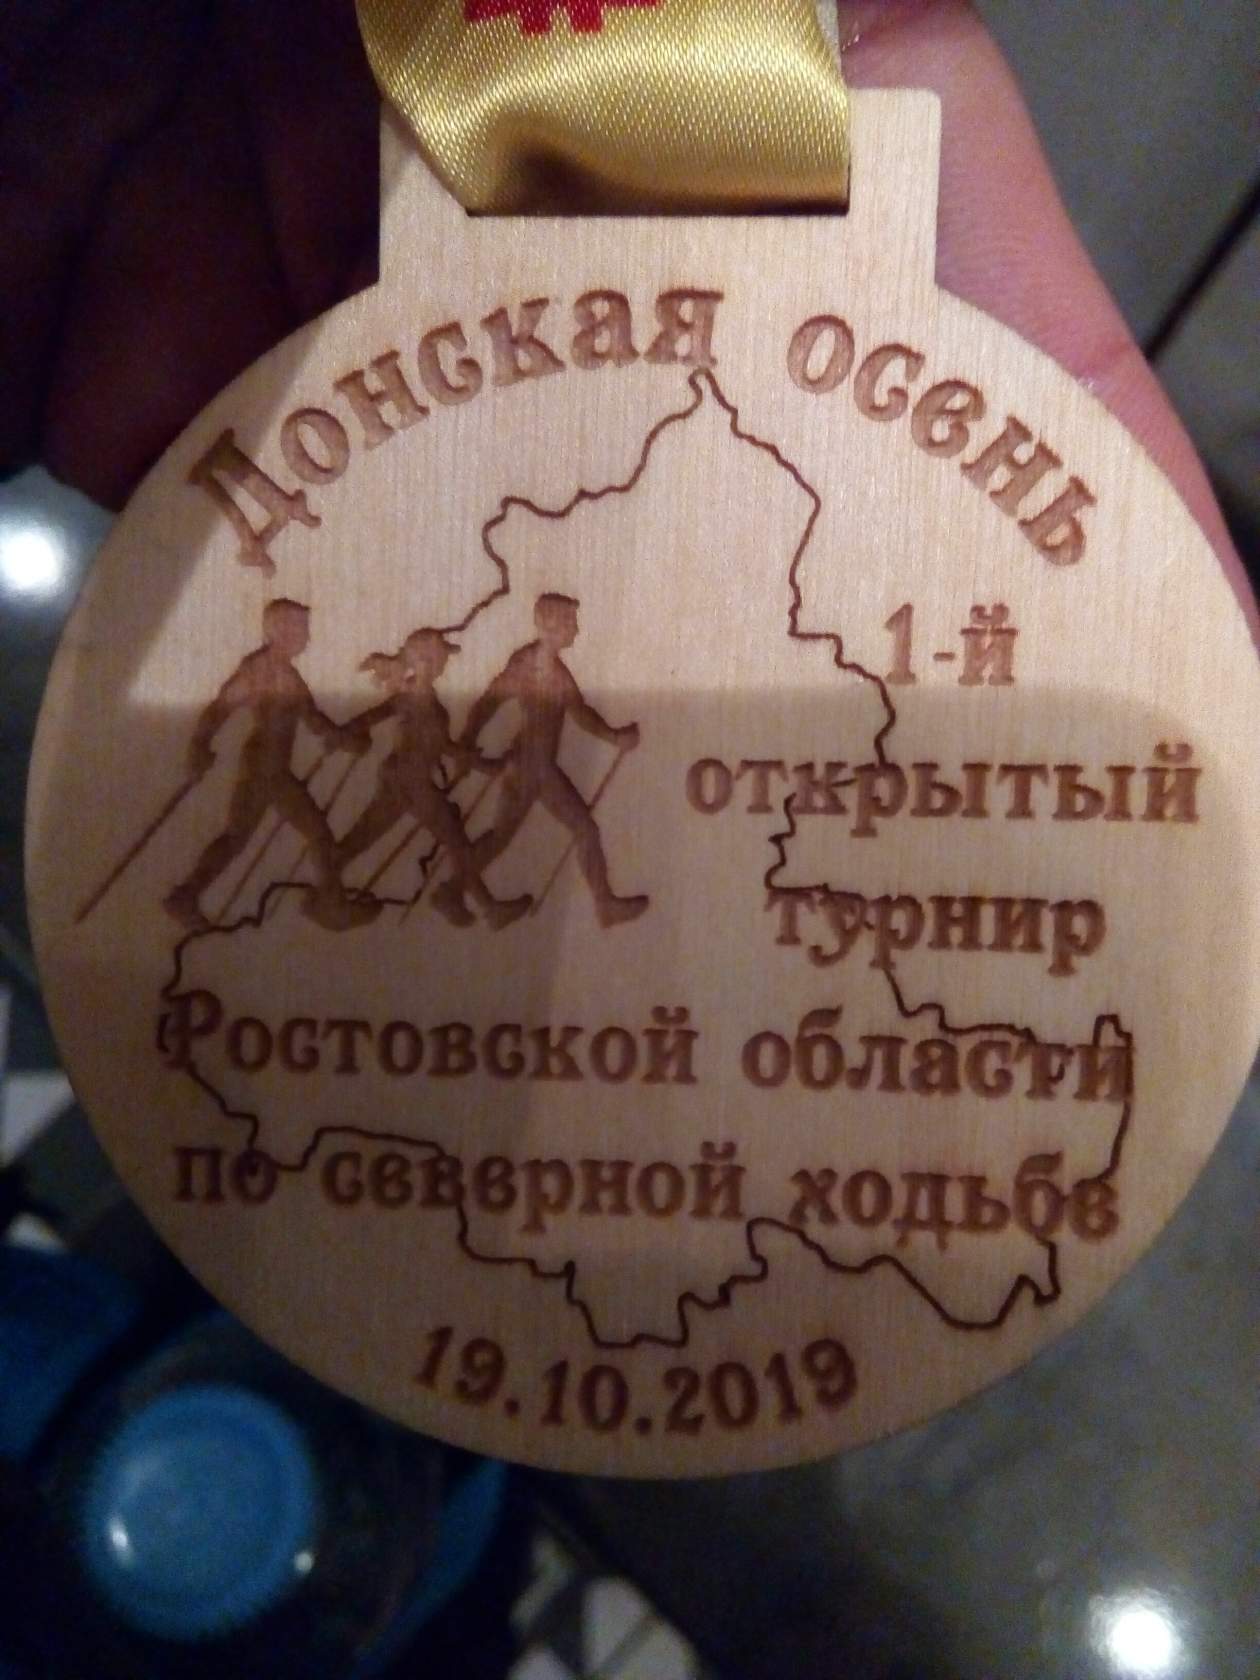 Донская осень
1-й
открытый
турнир
Ростовской области
по северной ходьбе
19.10.2019